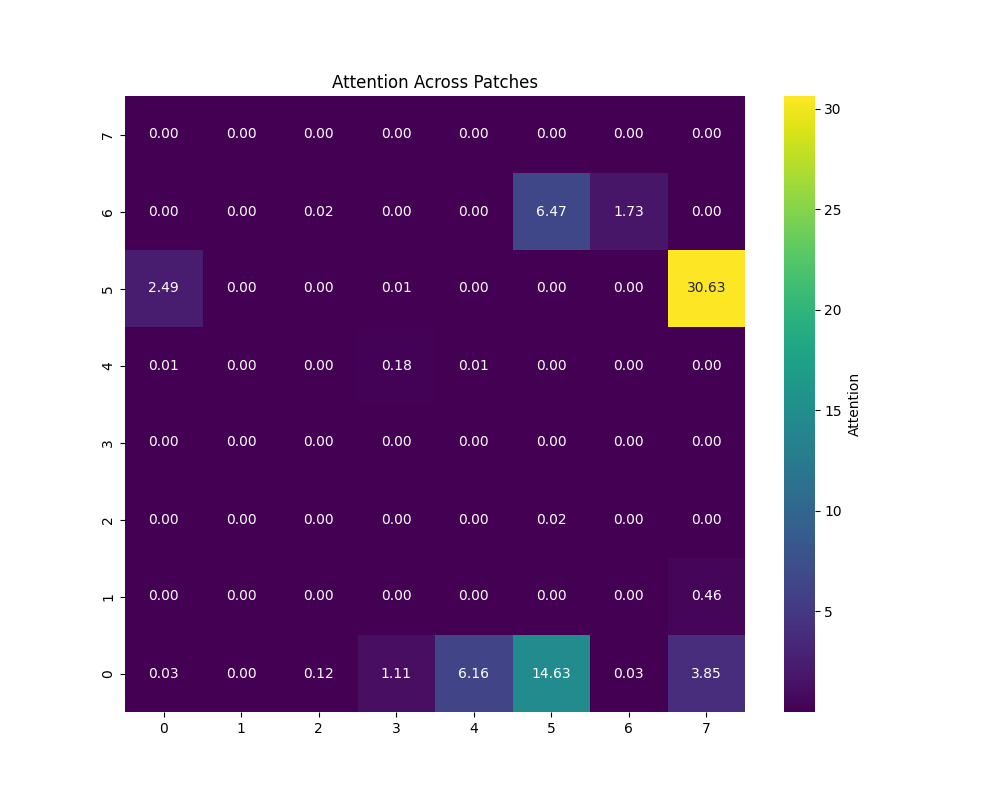 Attention Across Patches
7 0.00 0.00 0.00 0.00 0.00 0.00 0.00 0.00
6 0.00 0.00 0.02 0.00 0.00 6.47 1.73 0.00
5 2.49 0.00 0.00 0.01 0.00 0.00 0.00 30.63
4 0.01 0.00 0.00 0.18 0.01 0.00 0.00 0.00
3 0.00 0.00 0.00 0.00 0.00 0.00 0.00 0.00
2 0.00 0.00 0.00 0.00 0.00 0.02 0.00 0.00
1 0.00 0.00 0.00 0.00 0.00 0.00 0.00 0.46
0 0.03 0.00 0.12 1.11 6.16 14.63 0.03 3.85
0 1 2 3 4 5 6 7
30
25
20
15
10
5
Attention